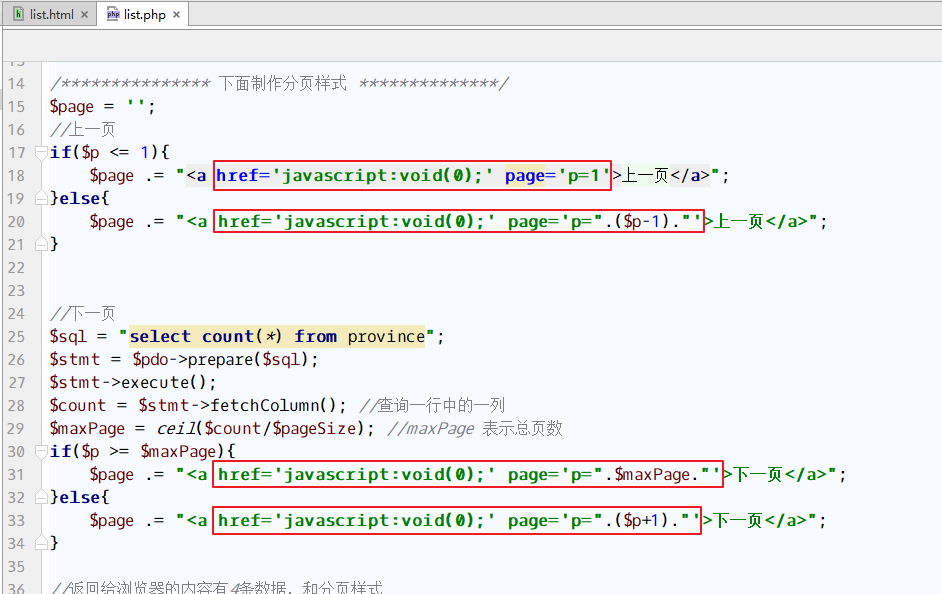 list.html × list.php ×
13
14 /*************** 下面制作分页样式 **************/
15 $page = '';
16 //上一页
17 if($p <= 1){
18 $page .= "<a href='javascript:void(0);' page='p=1'>上一页</a>";
19 }else{
20 $page .= "<a href='javascript:void(0);' page='p=".($p-1)."'>上一页</a>";
21 }
22
23
24 //下一页
25 $sql = "select count(*) from province";
26 $stmt = $pdo->prepare($sql);
27 $stmt->execute();
28 $count = $stmt->fetchColumn(); //查询一行中的一列
29 $maxPage = ceil($count/$pageSize); //maxPage 表示总页数
30 if($p >= $maxPage){
31 $page .= "<a href='javascript:void(0);' page='p=".$maxPage."'>下一页</a>";
32 }else{
33 $page .= "<a href='javascript:void(0);' page='p=".($p+1)."'>下一页</a>";
34 }
35
36 //返回给浏览器的内容有4条数据，和分页样式